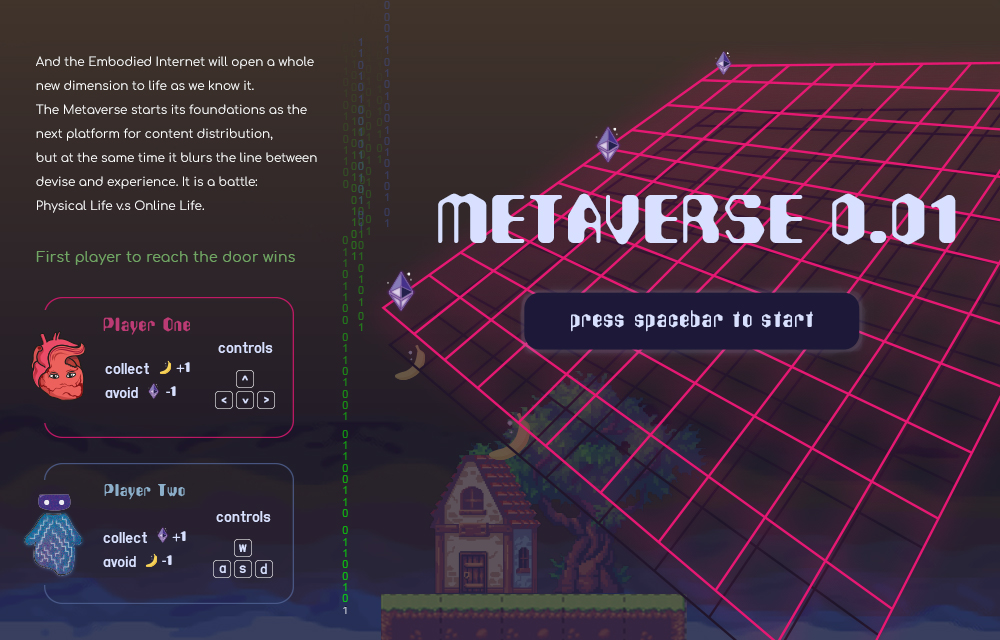 And the Embodied Internet will open a whole
new dimension to life as we know it.
The Metaverse starts its foundations as the
next platform for content distribution,
but at the same time it blurs the line between
devise and experience. It is a battle:
Physical Life v.s Online Life.
First player to reach the door wins
Player One
collect +1
avoid -1
controls
^
< v >
Player Two
collect +1
avoid -1
controls
w
a s d
METAVERSE 0.01
press spacebar to start